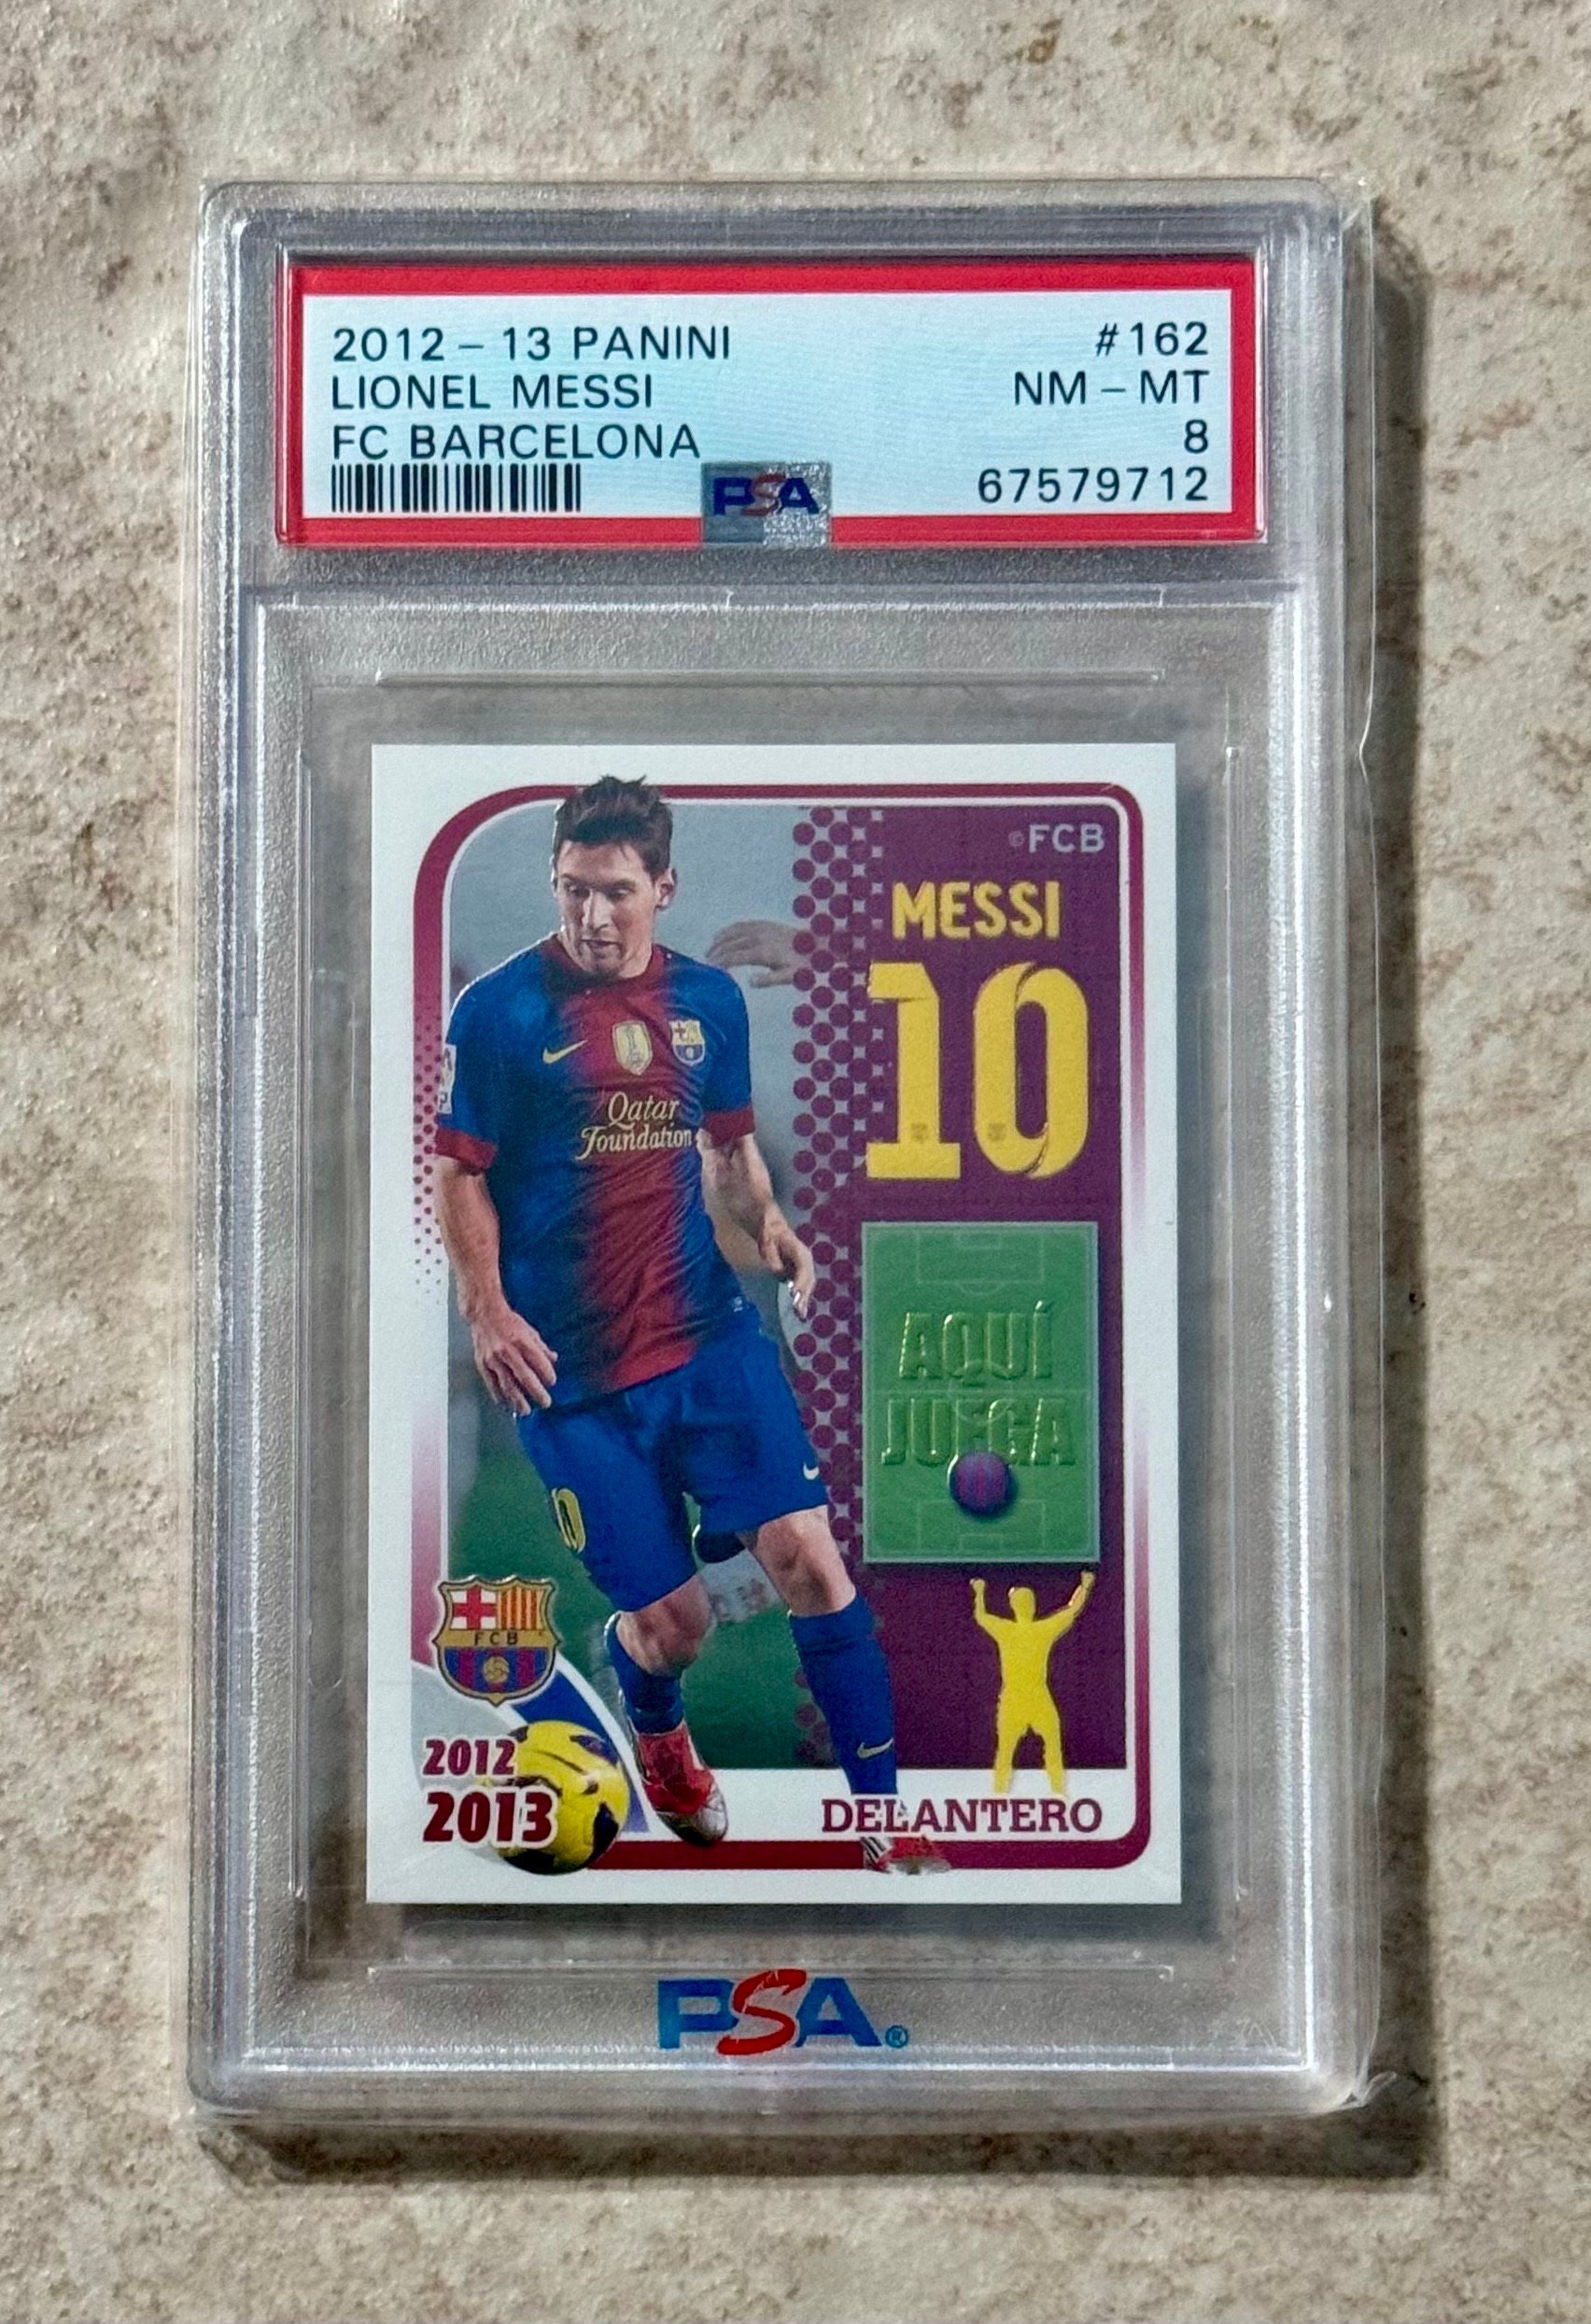 2012-13 PANINI #162
LIONEL MESSI NM-MT
FC BARCELONA 8
PSA 67579712
©FCB
MESSI
10
Qatar
Foundation
AQUÍ
JUEGA
10
FCB
2012
2013
DELANTERO
PSA®